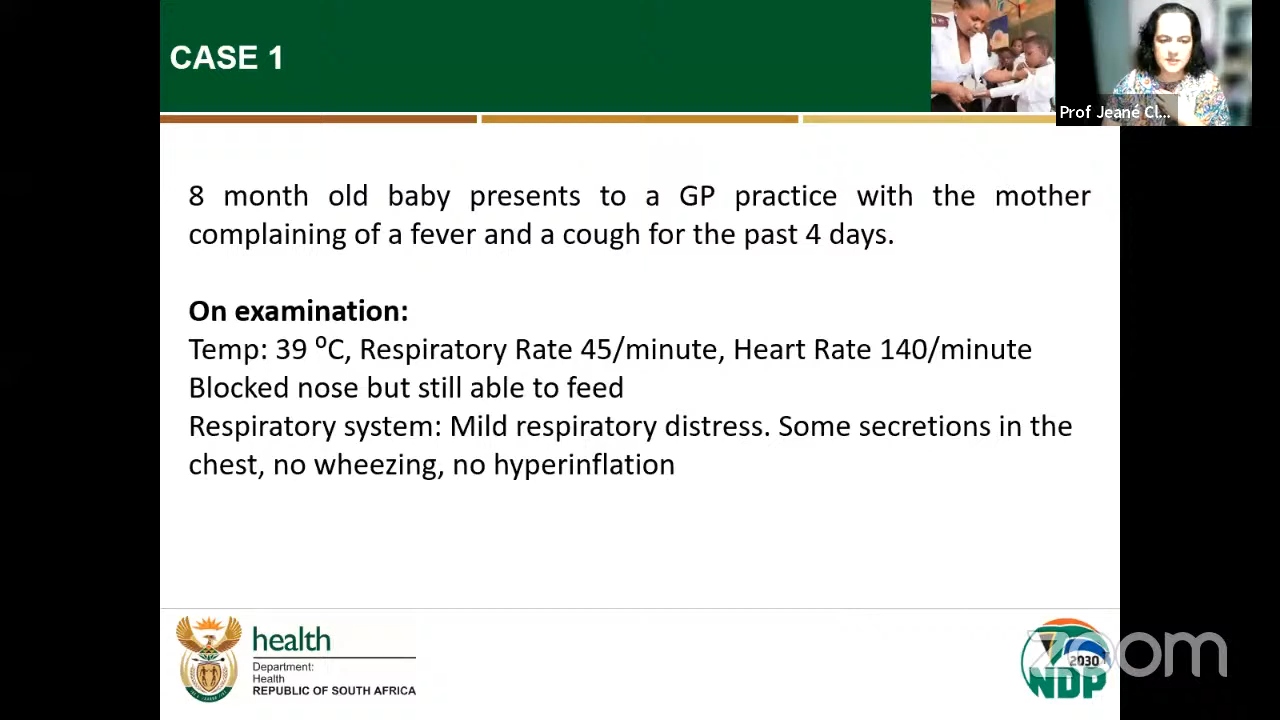 CASE 1
Prof Jeané Cl...
8 month old baby presents to a GP practice with the mother
complaining of a fever and a cough for the past 4 days.
On examination:
Temp: 39 ⁰C, Respiratory Rate 45/minute, Heart Rate 140/minute
Blocked nose but still able to feed
Respiratory system: Mild respiratory distress. Some secretions in the
chest, no wheezing, no hyperinflation
health
Department:
Health
REPUBLIC OF SOUTH AFRICA
2030
NDP
zoom